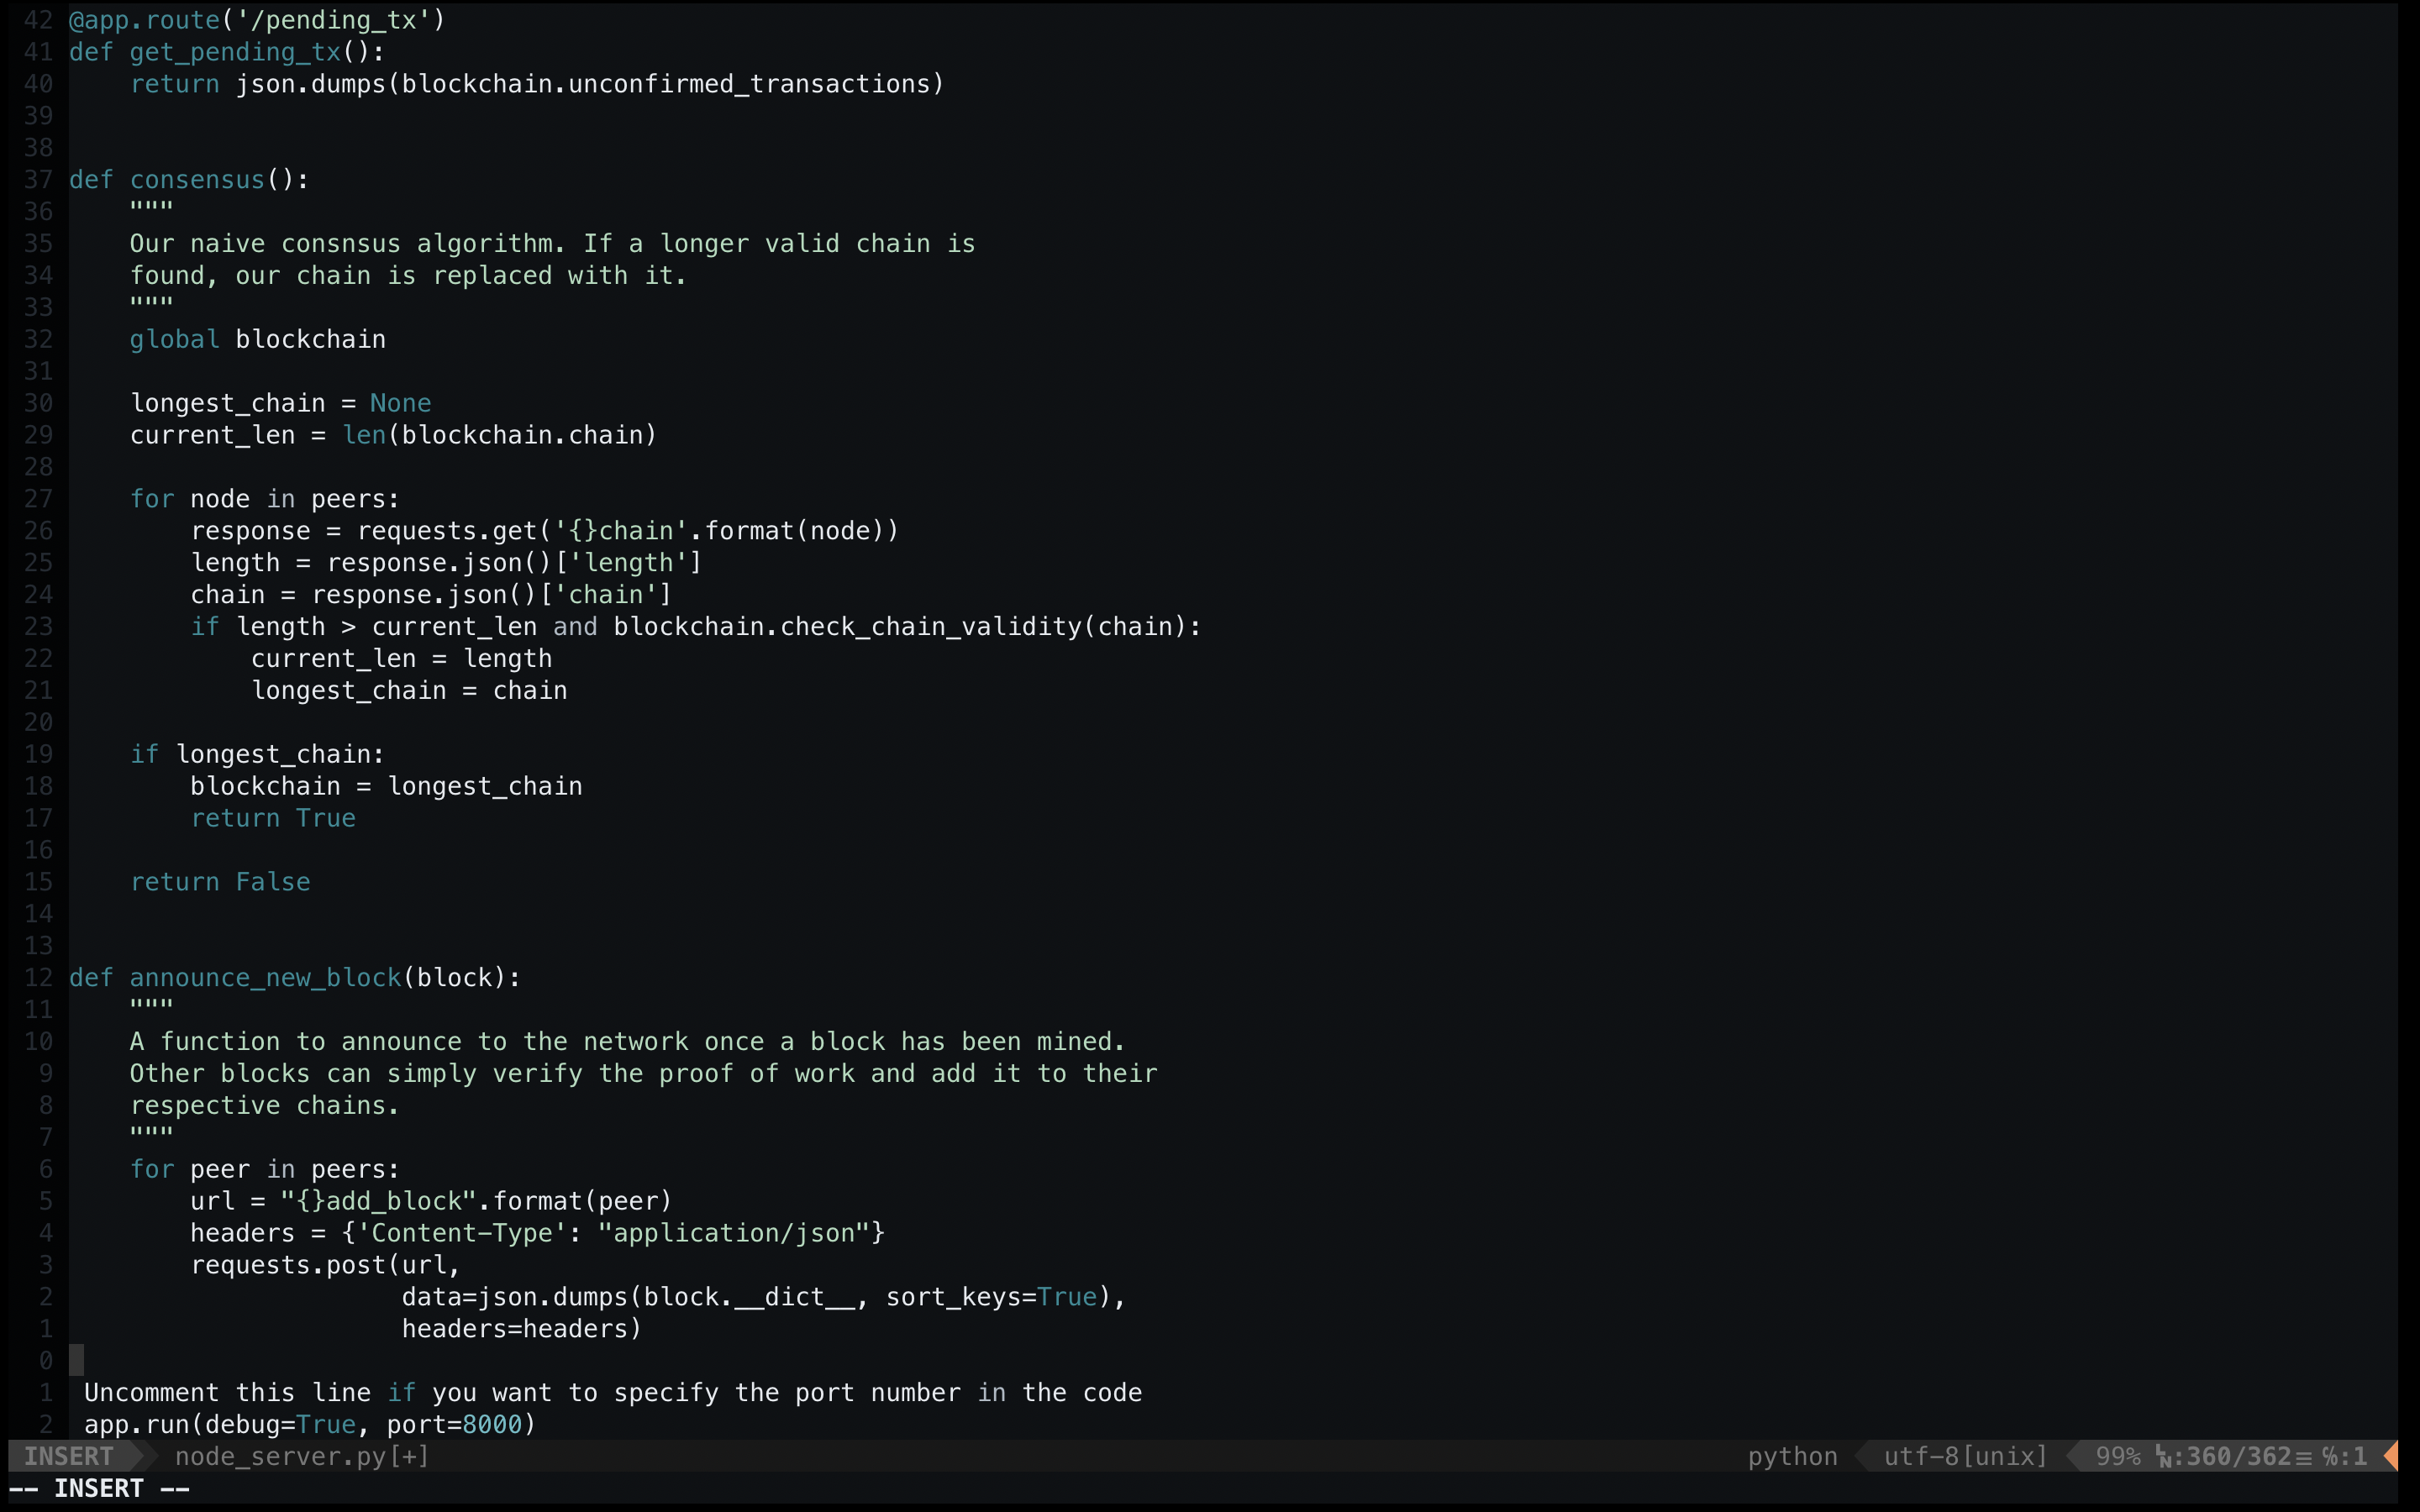 42 @app.route('/pending_tx')
41 def get_pending_tx():
40     return json.dumps(blockchain.unconfirmed_transactions)
39
38
37 def consensus():
36     """
35     Our naive consnsus algorithm. If a longer valid chain is
34     found, our chain is replaced with it.
33     """
32     global blockchain
31
30     longest_chain = None
29     current_len = len(blockchain.chain)
28
27     for node in peers:
26         response = requests.get('{}chain'.format(node))
25         length = response.json()['length']
24         chain = response.json()['chain']
23         if length > current_len and blockchain.check_chain_validity(chain):
22             current_len = length
21             longest_chain = chain
20
19     if longest_chain:
18         blockchain = longest_chain
17         return True
16
15     return False
14
13
12 def announce_new_block(block):
11     """
10     A function to announce to the network once a block has been mined.
9     Other blocks can simply verify the proof of work and add it to their
8     respective chains.
7     """
6     for peer in peers:
5         url = "{}add_block".format(peer)
4         headers = {'Content-Type': "application/json"}
3         requests.post(url,
2                       data=json.dumps(block.__dict__, sort_keys=True),
1                       headers=headers)
0
1  Uncomment this line if you want to specify the port number in the code
2  app.run(debug=True, port=8000)
INSERT node_server.py[+] python utf-8[unix] 99% ㏑:360/362≡ ℅:1
-- INSERT --